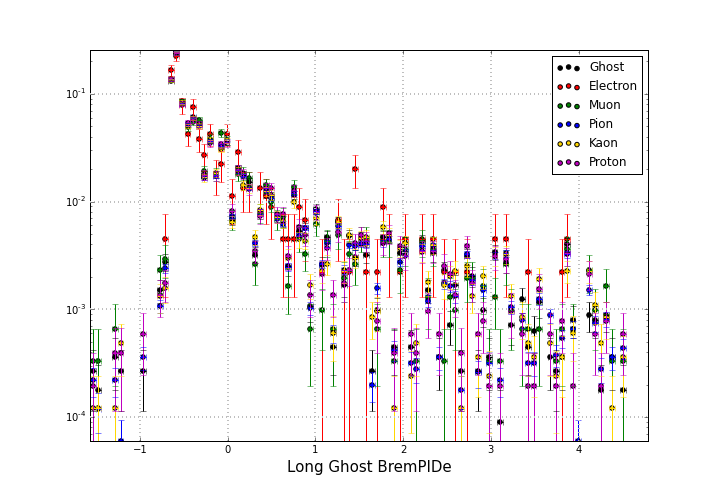 10⁻¹
10⁻²
10⁻³
10⁻⁴
Ghost
Electron
Muon
Pion
Kaon
Proton
−1 0 1 2 3 4
Long Ghost BremPIDe